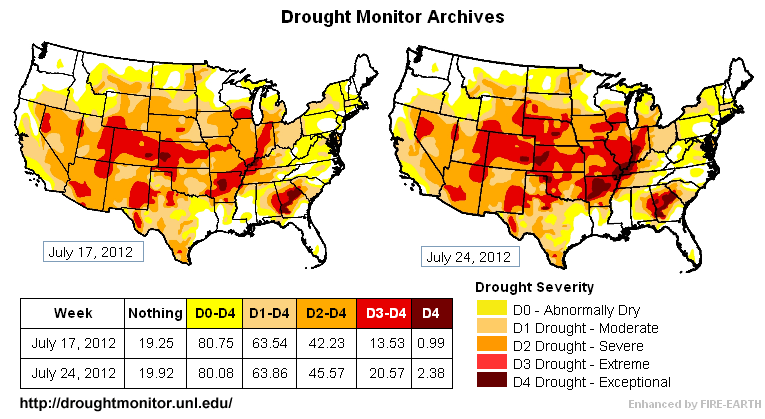 Drought Monitor Archives
July 17, 2012
July 24, 2012
Week Nothing D0-D4 D1-D4 D2-D4 D3-D4 D4
July 17, 2012 19.25 80.75 63.54 42.23 13.53 0.99
July 24, 2012 19.92 80.08 63.86 45.57 20.57 2.38
http://droughtmonitor.unl.edu/
Drought Severity
D0 - Abnormally Dry
D1 Drought - Moderate
D2 Drought - Severe
D3 Drought - Extreme
D4 Drought - Exceptional
Enhanced by FIRE-EARTH